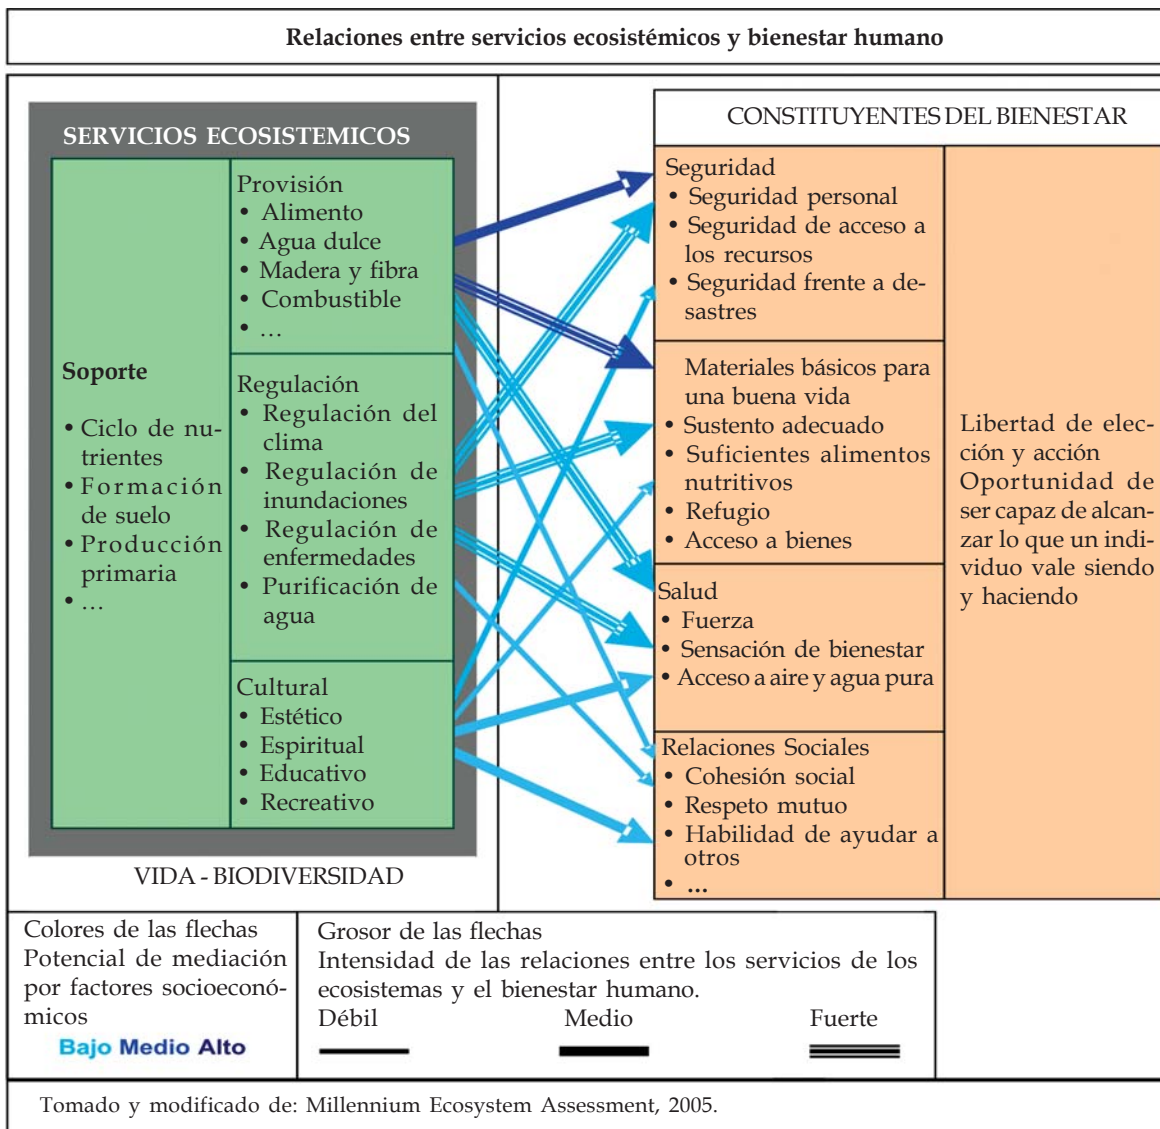 Relaciones entre servicios ecosistémicos y bienestar humano
SERVICIOS ECOSISTEMICOS
Soporte
• Ciclo de nu-
trientes
• Formación
de suelo
• Producción
primaria
• ...
Provisión
• Alimento
• Agua dulce
• Madera y fibra
• Combustible
• ...
Regulación
• Regulación del
clima
• Regulación de
inundaciones
• Regulación de
enfermedades
• Purificación de
agua
Cultural
• Estético
• Espiritual
• Educativo
• Recreativo
VIDA - BIODIVERSIDAD
CONSTITUYENTES DEL BIENESTAR
Seguridad
• Seguridad personal
• Seguridad de acceso a
los recursos
• Seguridad frente a de-
sastres
Materiales básicos para
una buena vida
• Sustento adecuado
• Suficientes alimentos
nutritivos
• Refugio
• Acceso a bienes
Salud
• Fuerza
• Sensación de bienestar
• Acceso a aire y agua pura
Relaciones Sociales
• Cohesión social
• Respeto mutuo
• Habilidad de ayudar a
otros
• ...
Libertad de elec-
ción y acción
Oportunidad de
ser capaz de alcan-
zar lo que un indi-
viduo vale siendo
y haciendo
Colores de las flechas
Potencial de mediación
por factores socioeconó-
micos
Bajo Medio Alto
Grosor de las flechas
Intensidad de las relaciones entre los servicios de los
ecosistemas y el bienestar humano.
Débil Medio Fuerte
Tomado y modificado de: Millennium Ecosystem Assessment, 2005.